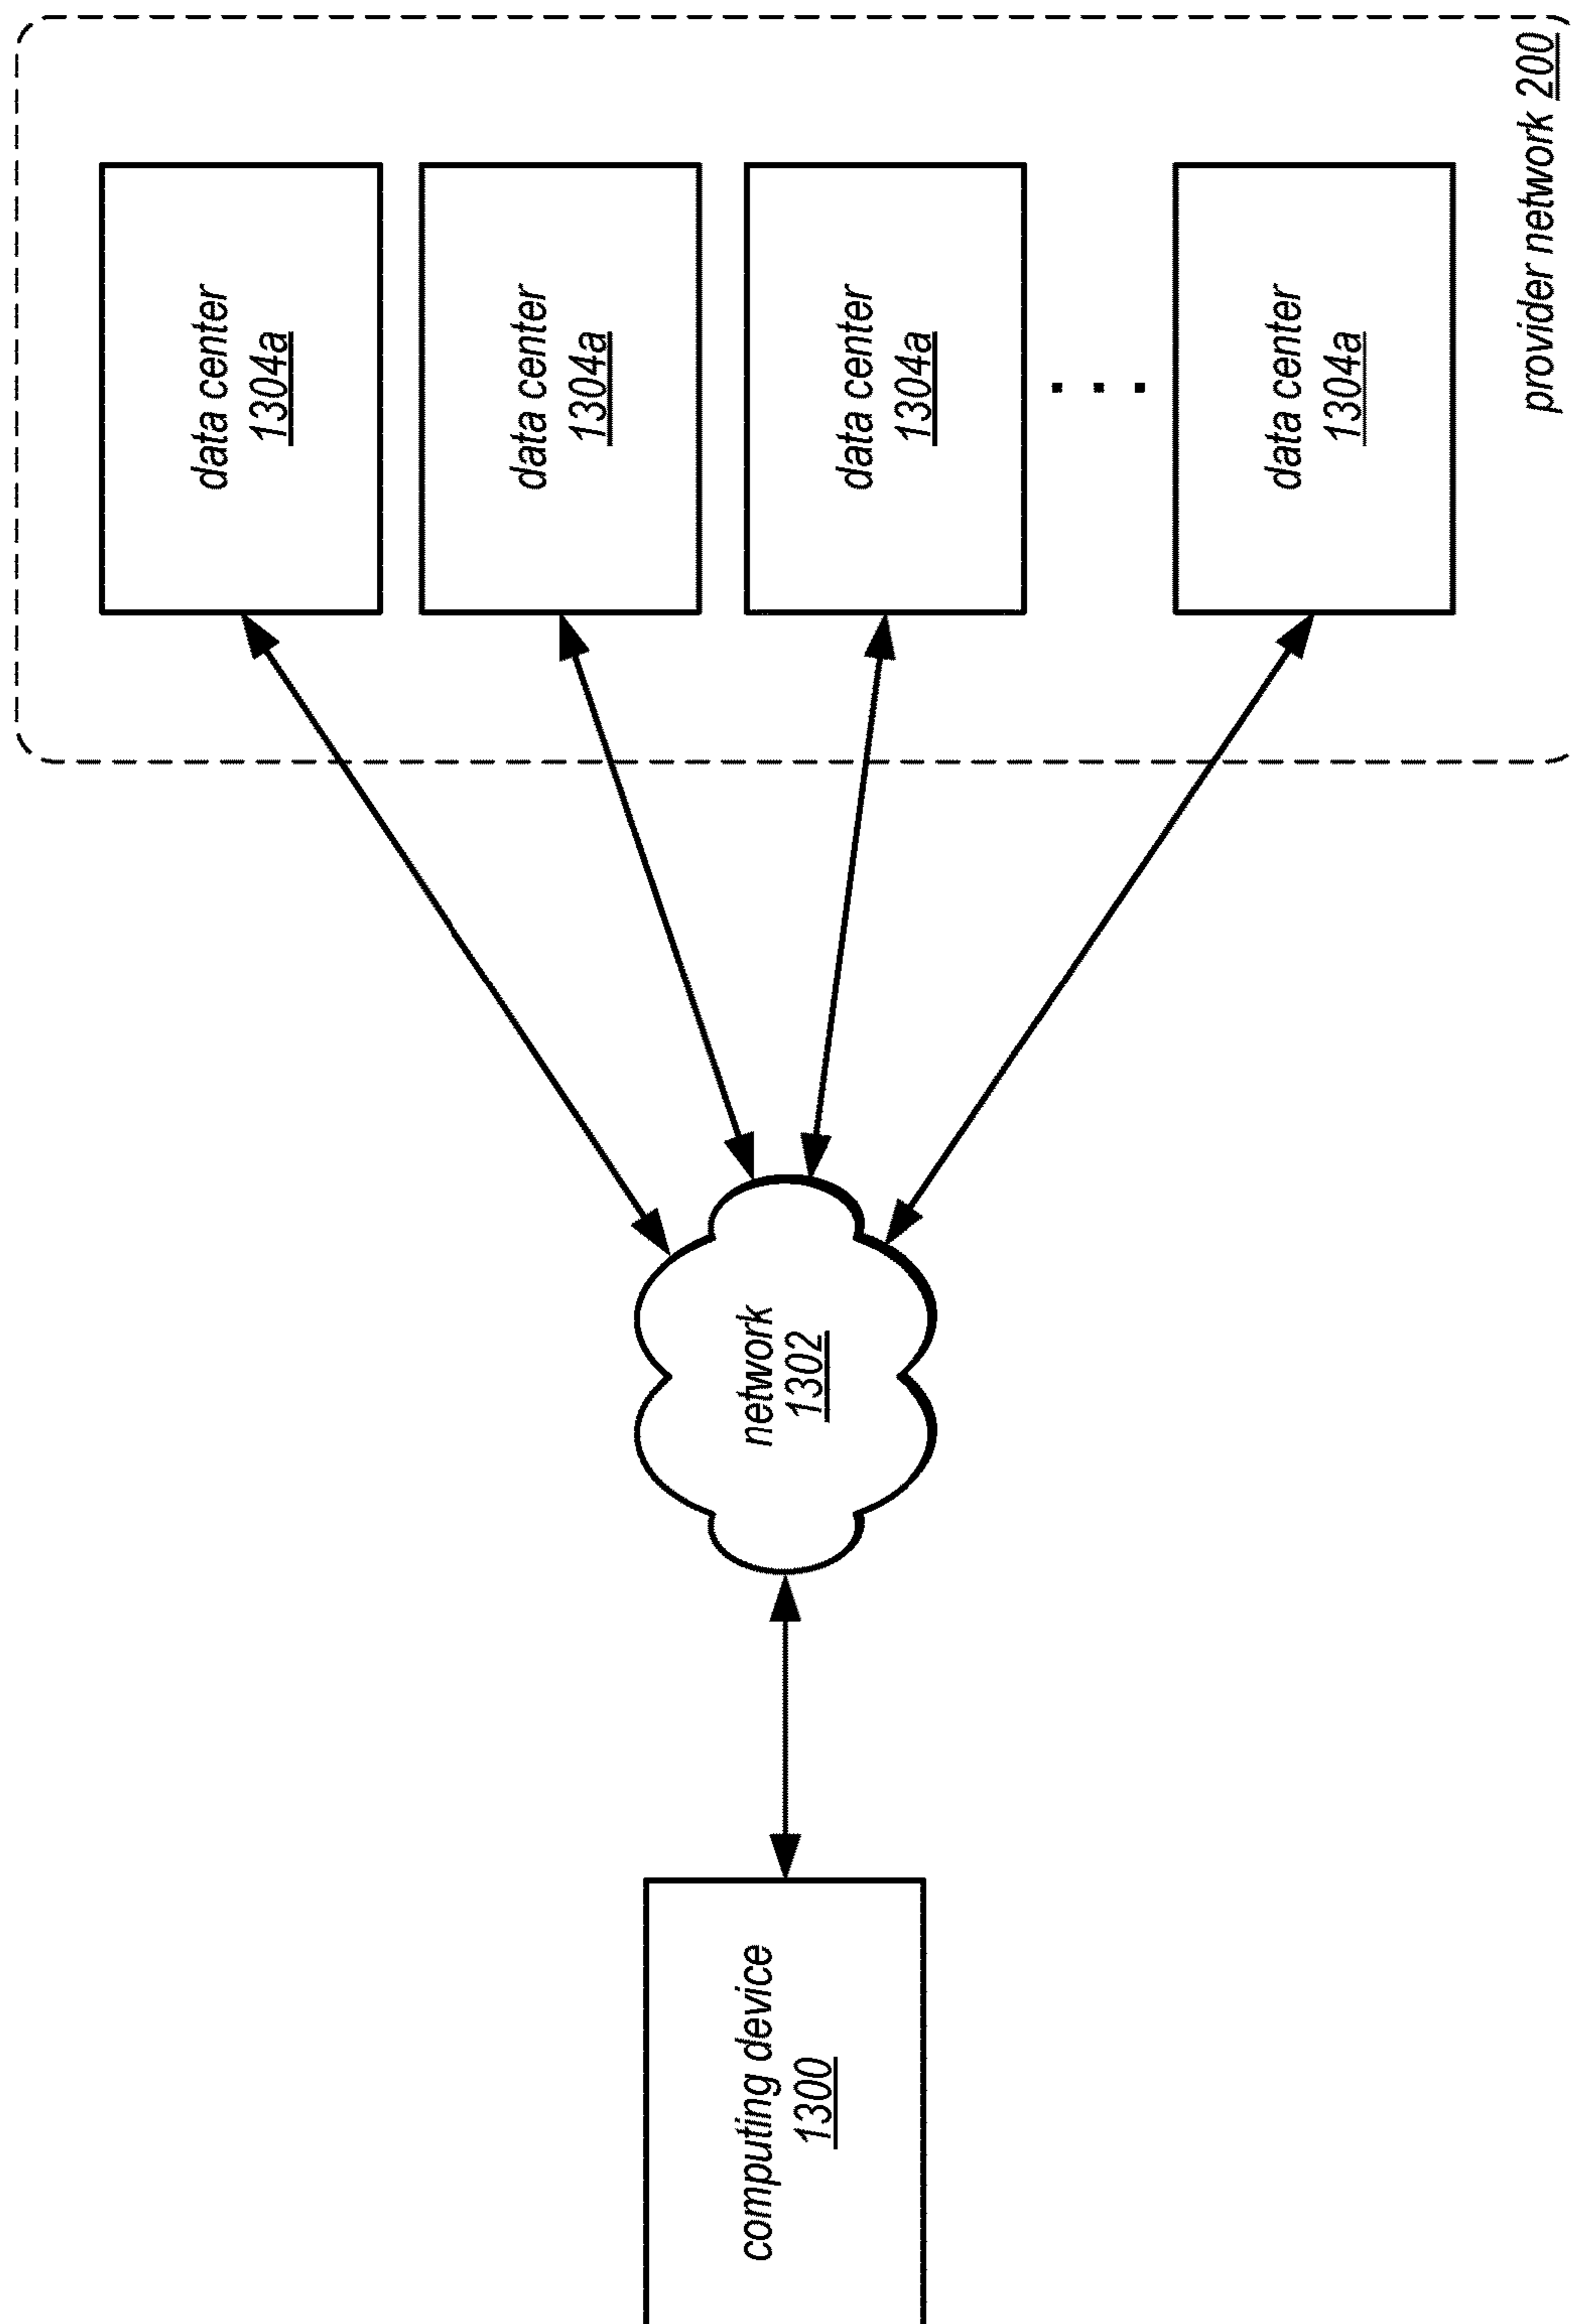 computing device
1300
network
1302
data center
1304a
data center
1304a
data center
1304a
. . .
data center
1304a
provider network 200